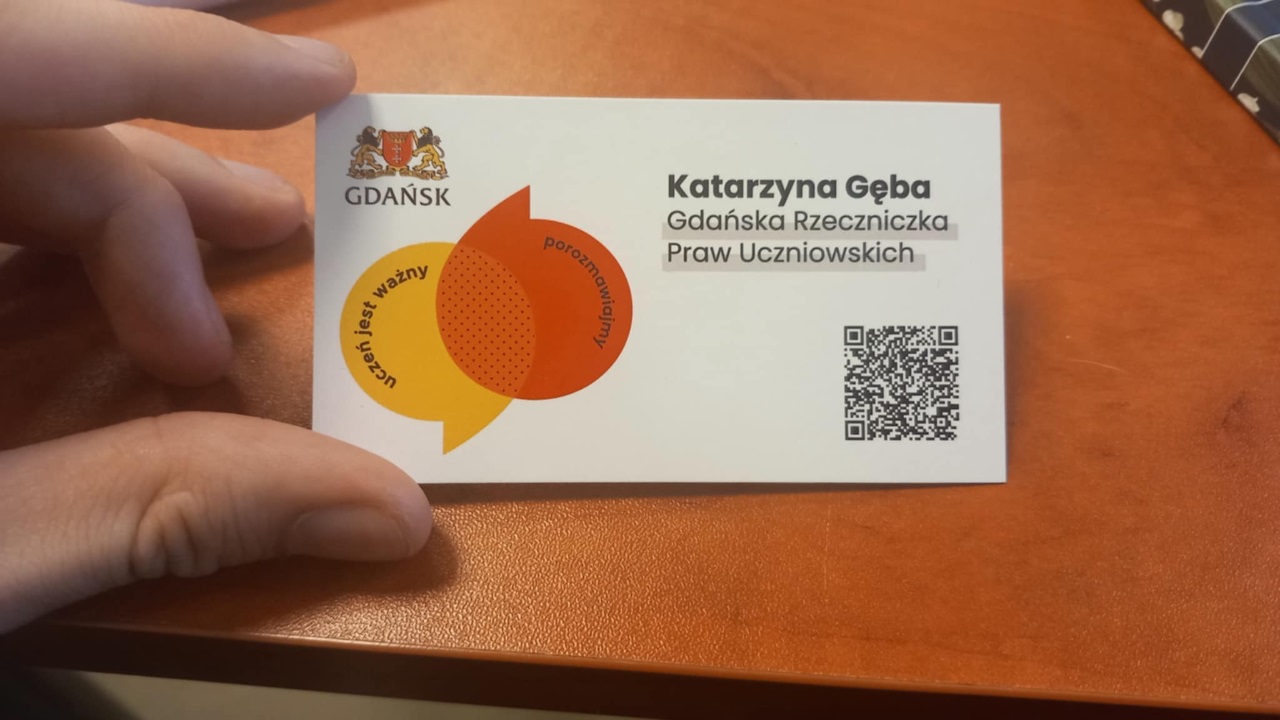 GDAŃSK
uczeń jest ważny
porozmawiajmy
Katarzyna Gęba
Gdańska Rzeczniczka
Praw Uczniowskich